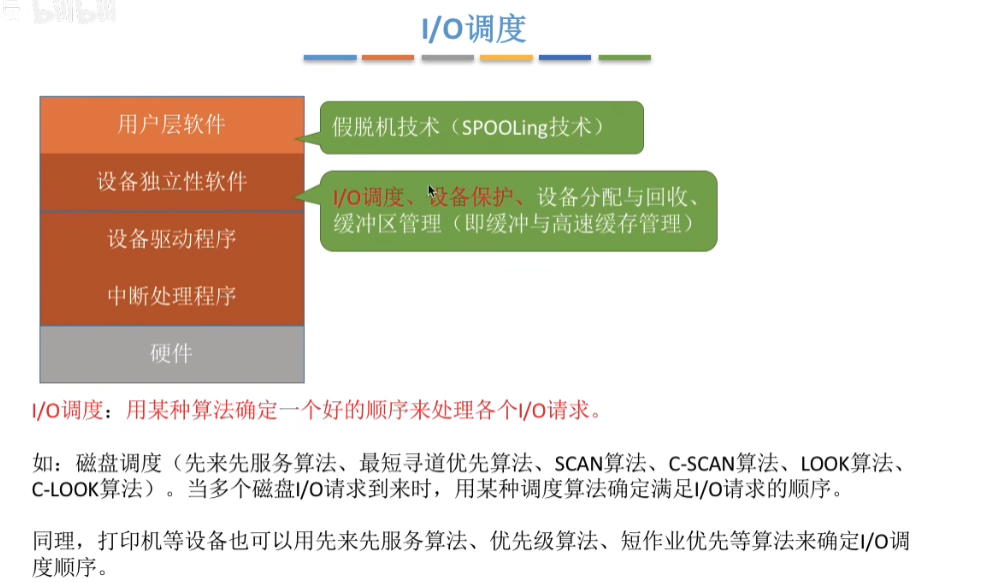 bilibili
I/O调度
用户层软件
假脱机技术（SPOOLing技术）
设备独立性软件
I/O调度、设备保护、设备分配与回收、
缓冲区管理（即缓冲与高速缓存管理）
设备驱动程序
中断处理程序
硬件
I/O调度：用某种算法确定一个好的顺序来处理各个I/O请求。
如：磁盘调度（先来先服务算法、最短寻道优先算法、SCAN算法、C-SCAN算法、LOOK算法、
C-LOOK算法）。当多个磁盘I/O请求到来时，用某种调度算法确定满足I/O请求的顺序。
同理，打印机等设备也可以用先来先服务算法、优先级算法、短作业优先等算法来确定I/O调
度顺序。